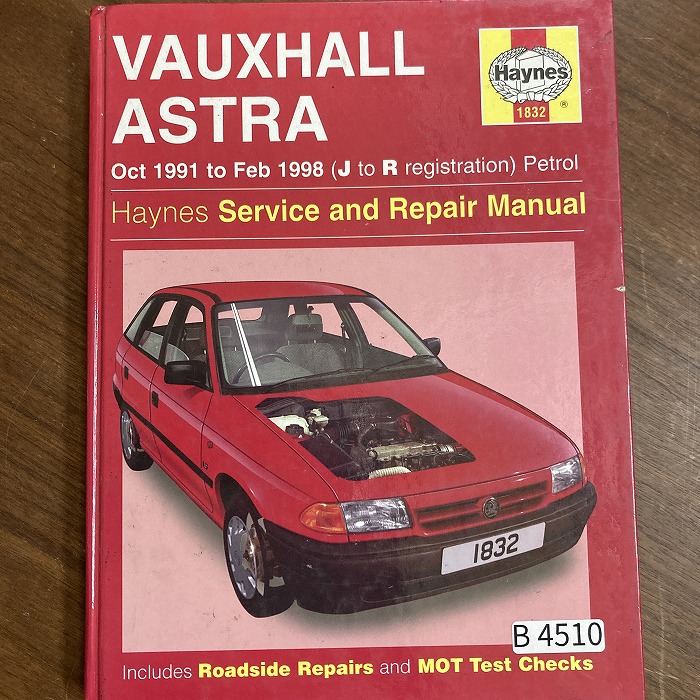 VAUXHALL
ASTRA
Haynes
1832
®
Oct 1991 to Feb 1998 (J to R registration) Petrol
Haynes Service and Repair Manual
1832
B 4510
Includes Roadside Repairs and MOT Test Checks